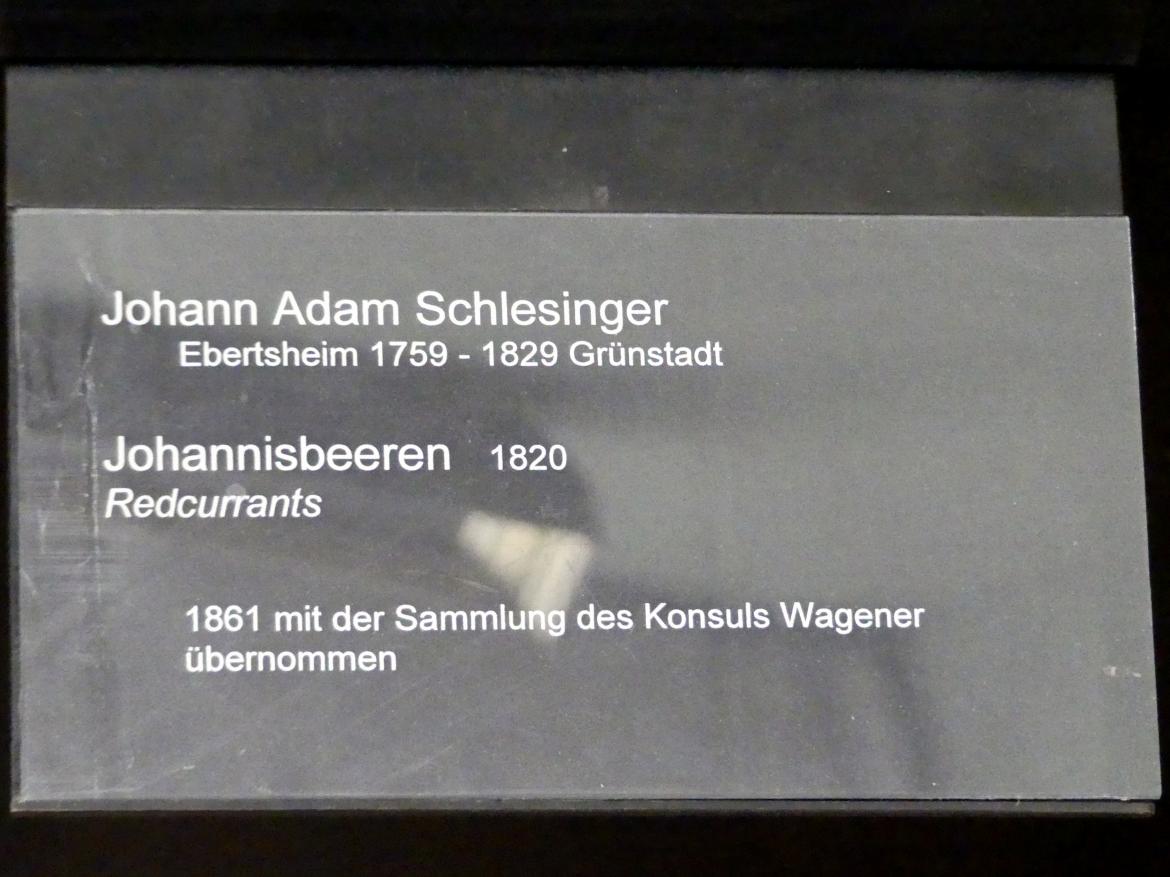 Johann Adam Schlesinger
Ebertsheim 1759 - 1829 Grünstadt
Johannisbeeren 1820
Redcurrants
1861 mit der Sammlung des Konsuls Wagener
übernommen